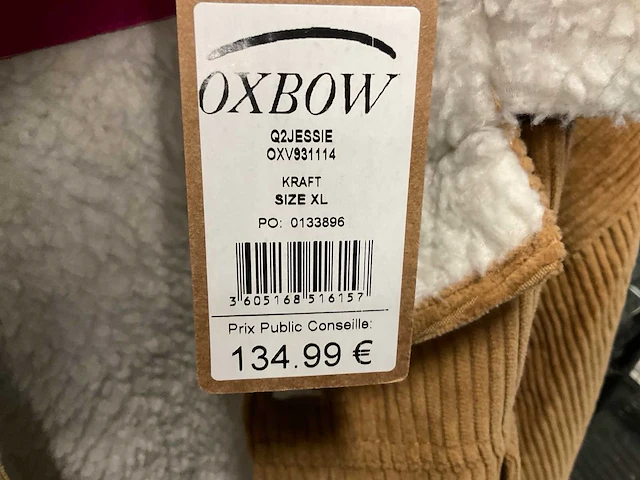 OXBOW
Q2JESSIE
OXV931114
KRAFT
SIZE XL
PO: 0133896
3 605168 516157
Prix Public Conseille:
134.99 €